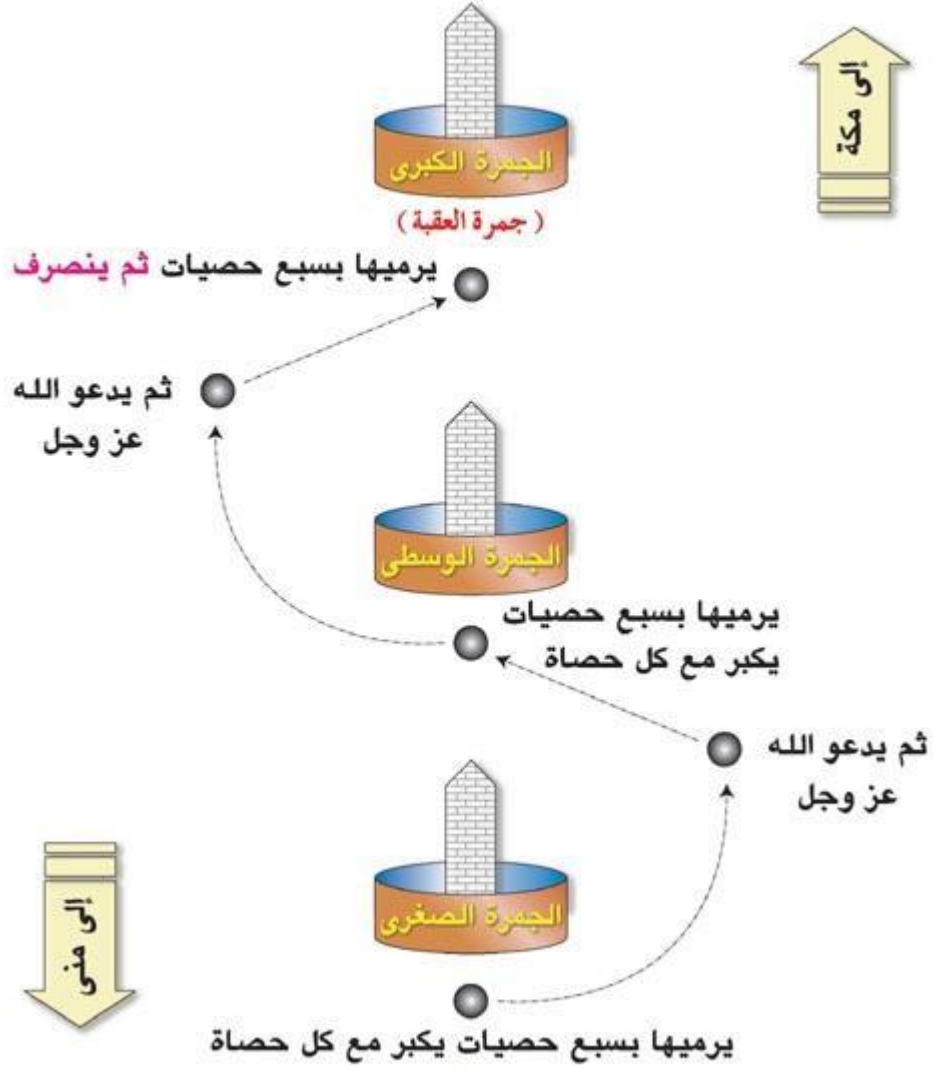 إلى مكة
الجمرة الكبرى
( جمرة العقبة )
يرميها بسبع حصيات ثم ينصرف
ثم يدعو الله
عز وجل
الجمرة الوسطى
يرميها بسبع حصيات
يكبر مع كل حصاة
ثم يدعو الله
عز وجل
الجمرة الصغرى
إلى منى
يرميها بسبع حصيات يكبر مع كل حصاة